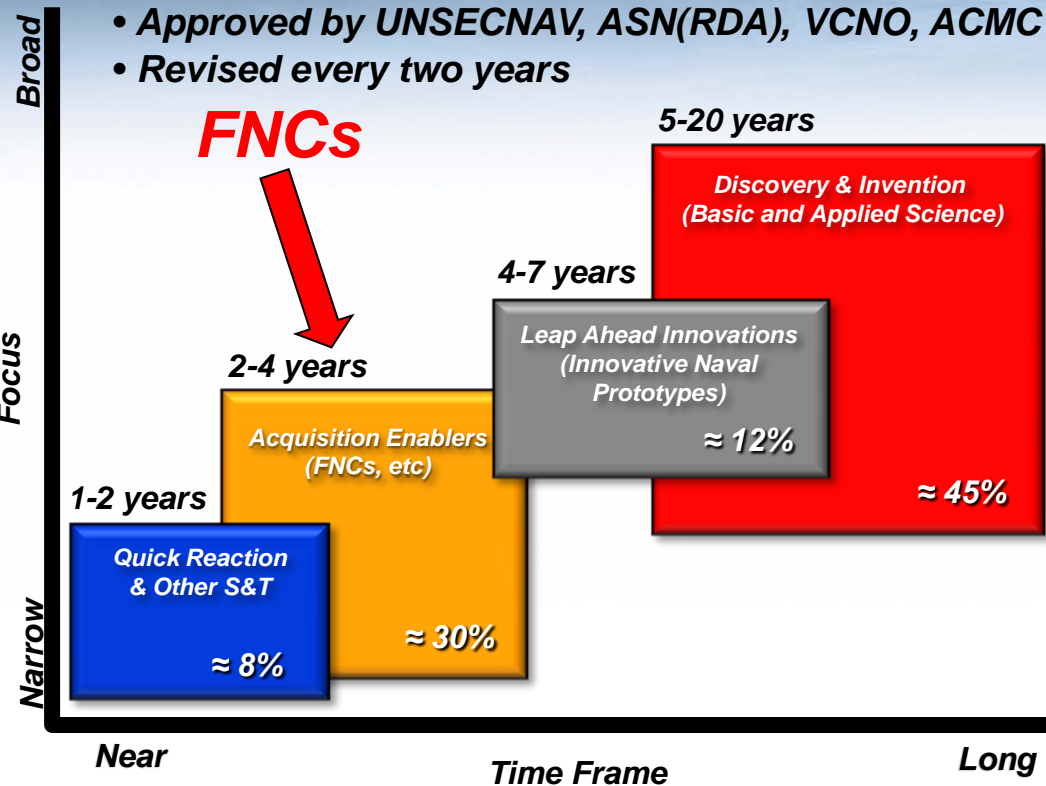 • Approved by UNSECNAV, ASN(RDA), VCNO, ACMC
• Revised every two years
FNCs
Broad
Focus
Narrow
5-20 years
Discovery & Invention
(Basic and Applied Science)
≈ 45%
4-7 years
Leap Ahead Innovations
(Innovative Naval
Prototypes)
≈ 12%
2-4 years
Acquisition Enablers
(FNCs, etc)
≈ 30%
1-2 years
Quick Reaction
& Other S&T
≈ 8%
Near
Time Frame
Long